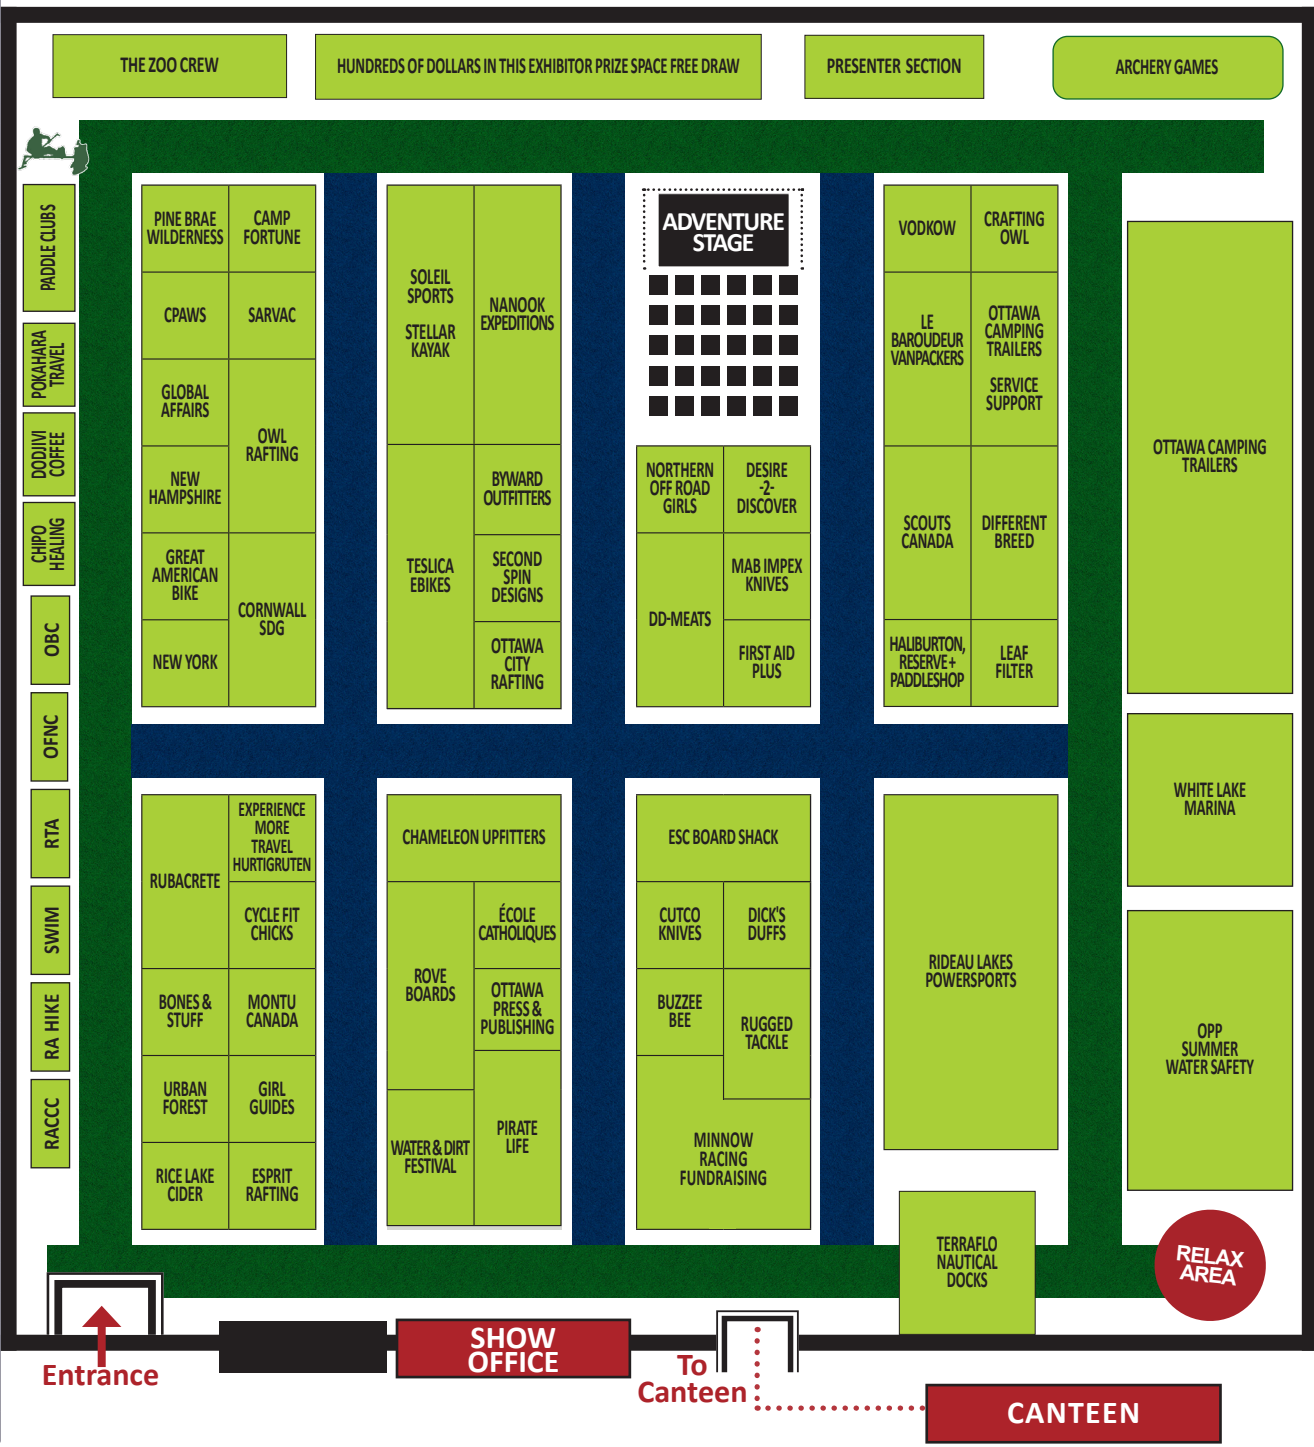 THE ZOO CREW
HUNDREDS OF DOLLARS IN THIS EXHIBITOR PRIZE SPACE FREE DRAW
PRESENTER SECTION
ARCHERY GAMES
PADDLE CLUBS
POKAHARA
TRAVEL
DODJIVI
COFFEE
CHIPO
HEALING
OBC
OFNC
RTA
SWIM
RA HIKE
RACCC
PINE BRAE
WILDERNESS
CAMP
FORTUNE
CPAWS
SARVAC
GLOBAL
AFFAIRS
OWL
RAFTING
NEW
HAMPSHIRE
GREAT
AMERICAN
BIKE
CORNWALL
SDG
NEW YORK
SOLEIL
SPORTS
STELLAR
KAYAK
NANOOK
EXPEDITIONS
TESLICA
EBIKES
BYWARD
OUTFITTERS
SECOND
SPIN
DESIGNS
OTTAWA
CITY
RAFTING
ADVENTURE
STAGE
NORTHERN
OFF ROAD
GIRLS
DESIRE
-2-
DISCOVER
DD-MEATS
MAB IMPEX
KNIVES
FIRST AID
PLUS
VODKOW
CRAFTING
OWL
LE
BAROUDEUR
VANPACKERS
OTTAWA
CAMPING
TRAILERS
SERVICE
SUPPORT
SCOUTS
CANADA
DIFFERENT
BREED
HALIBURTON,
RESERVE +
PADDLESHOP
LEAF
FILTER
OTTAWA CAMPING
TRAILERS
WHITE LAKE
MARINA
OPP
SUMMER
WATER SAFETY
RUBACRETE
EXPERIENCE
MORE
TRAVEL
HURTIGRUTEN
CYCLE FIT
CHICKS
BONES &
STUFF
MONTU
CANADA
URBAN
FOREST
GIRL
GUIDES
RICE LAKE
CIDER
ESPRIT
RAFTING
CHAMELEON UPFITTERS
ROVE
BOARDS
ÉCOLE
CATHOLIQUES
OTTAWA
PRESS &
PUBLISHING
WATER & DIRT
FESTIVAL
PIRATE
LIFE
ESC BOARD SHACK
CUTCO
KNIVES
DICK'S
DUFFS
BUZZEE
BEE
RUGGED
TACKLE
MINNOW
RACING
FUNDRAISING
RIDEAU LAKES
POWERSPORTS
TERRAFLO
NAUTICAL
DOCKS
RELAX
AREA
Entrance
SHOW
OFFICE
To
Canteen
CANTEEN